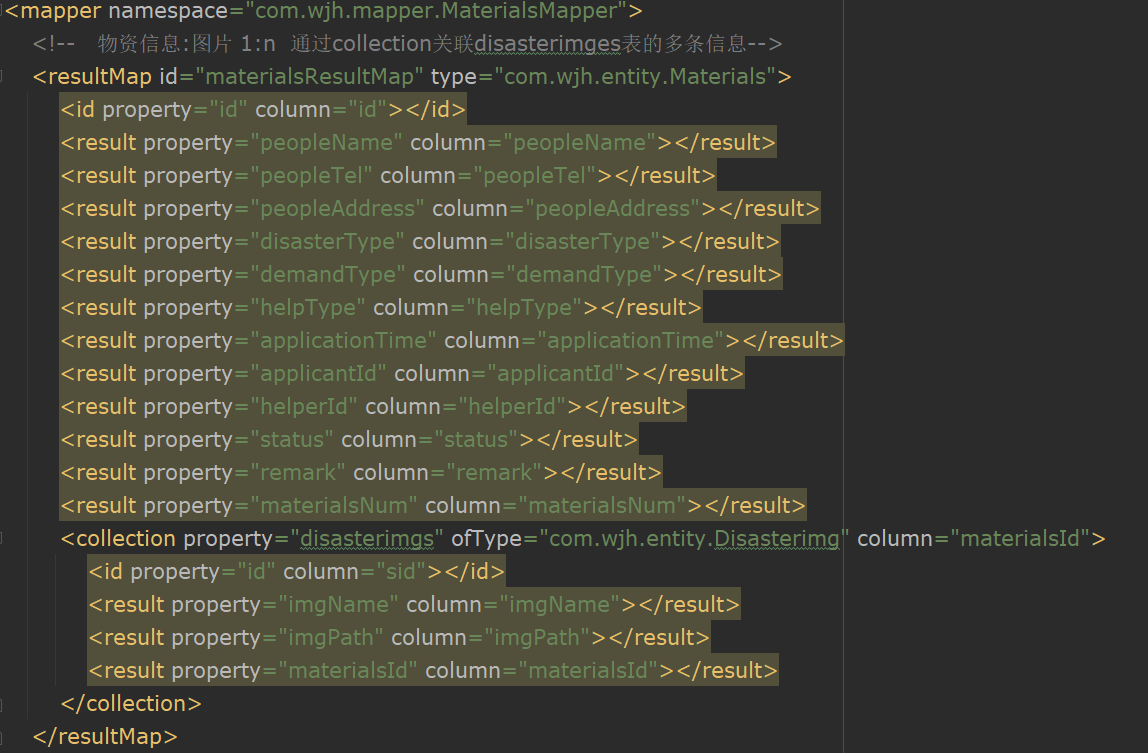 <mapper namespace="com.wjh.mapper.MaterialsMapper">
<!-- 物资信息:图片 1:n 通过collection关联disasterimges表的多条信息-->
<resultMap id="materialsResultMap" type="com.wjh.entity.Materials">
<id property="id" column="id"></id>
<result property="peopleName" column="peopleName"></result>
<result property="peopleTel" column="peopleTel"></result>
<result property="peopleAddress" column="peopleAddress"></result>
<result property="disasterType" column="disasterType"></result>
<result property="demandType" column="demandType"></result>
<result property="helpType" column="helpType"></result>
<result property="applicationTime" column="applicationTime"></result>
<result property="applicantId" column="applicantId"></result>
<result property="helperId" column="helperId"></result>
<result property="status" column="status"></result>
<result property="remark" column="remark"></result>
<result property="materialsNum" column="materialsNum"></result>
<collection property="disasterimgs" ofType="com.wjh.entity.Disasterimg" column="materialsId">
<id property="id" column="sid"></id>
<result property="imgName" column="imgName"></result>
<result property="imgPath" column="imgPath"></result>
<result property="materialsId" column="materialsId"></result>
</collection>
</resultMap>